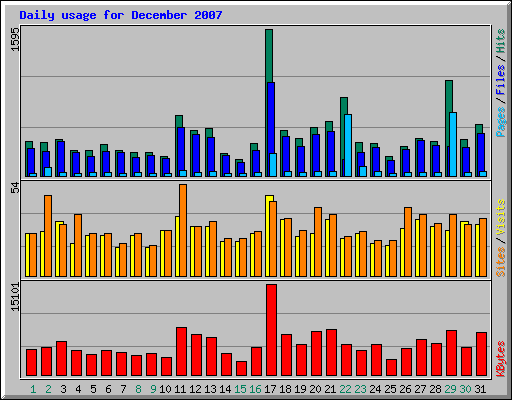 Daily usage for December 2007
1595
Pages / Files / Hits
54
Sites / Visits
15101
KBytes
1 2 3 4 5 6 7 8 9 10 11 12 13 14 15 16 17 18 19 20 21 22 23 24 25 26 27 28 29 30 31